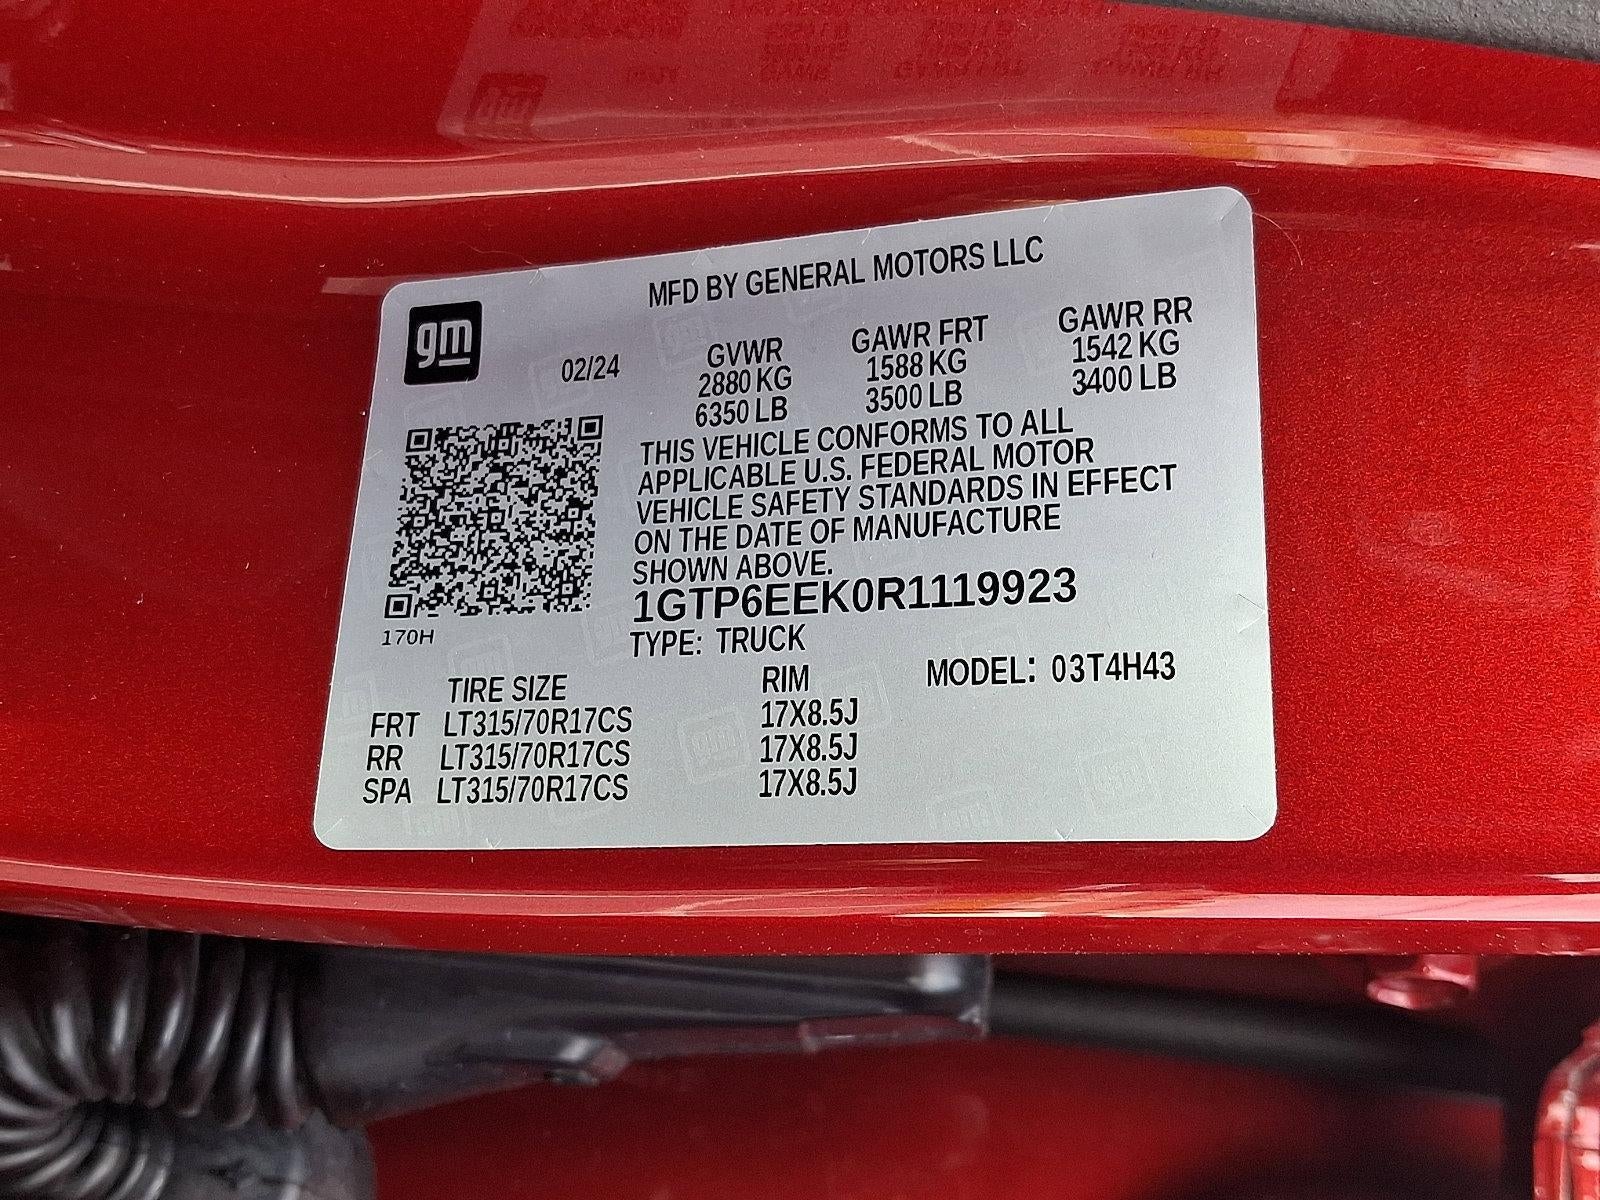 MFD BY GENERAL MOTORS LLC
gm
02/24
GVWR GAWR FRT GAWR RR
2880 KG 1588 KG 1542 KG
6350 LB 3500 LB 3400 LB
THIS VEHICLE CONFORMS TO ALL
APPLICABLE U.S. FEDERAL MOTOR
VEHICLE SAFETY STANDARDS IN EFFECT
ON THE DATE OF MANUFACTURE
SHOWN ABOVE.
1GTP6EEK0R1119923
170H
TYPE: TRUCK
MODEL: 03T4H43
TIRE SIZE RIM
FRT LT315/70R17CS 17X8.5J
RR LT315/70R17CS 17X8.5J
SPA LT315/70R17CS 17X8.5J